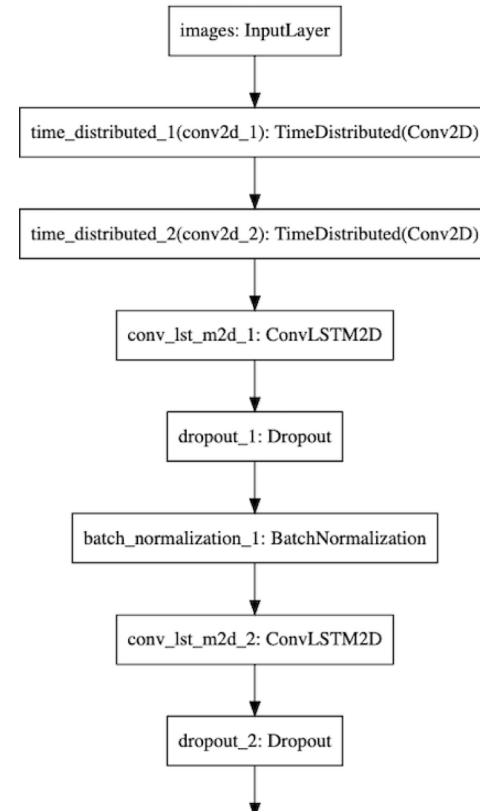 images: InputLayer
time_distributed_1(conv2d_1): TimeDistributed(Conv2D)
time_distributed_2(conv2d_2): TimeDistributed(Conv2D)
conv_lst_m2d_1: ConvLSTM2D
dropout_1: Dropout
batch_normalization_1: BatchNormalization
conv_lst_m2d_2: ConvLSTM2D
dropout_2: Dropout